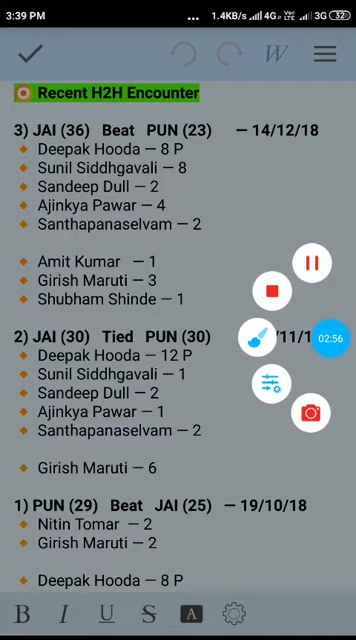 3:39 PM ... 1.4KB/s 4G VoLTE 3G 32
W
Recent H2H Encounter
3) JAI (36) Beat PUN (23) – 14/12/18
Deepak Hooda – 8 P
Sunil Siddhgavali – 8
Sandeep Dull – 2
Ajinkya Pawar – 4
Santhapanaselvam – 2
Amit Kumar – 1
Girish Maruti – 3
Shubham Shinde – 1
2) JAI (30) Tied PUN (30) /11/1
02:56
Deepak Hooda – 12 P
Sunil Siddhgavali – 1
Sandeep Dull – 2
Ajinkya Pawar – 1
Santhapanaselvam – 2
Girish Maruti – 6
1) PUN (29) Beat JAI (25) – 19/10/18
Nitin Tomar – 2
Girish Maruti – 2
Deepak Hooda – 8 P
B I U S A